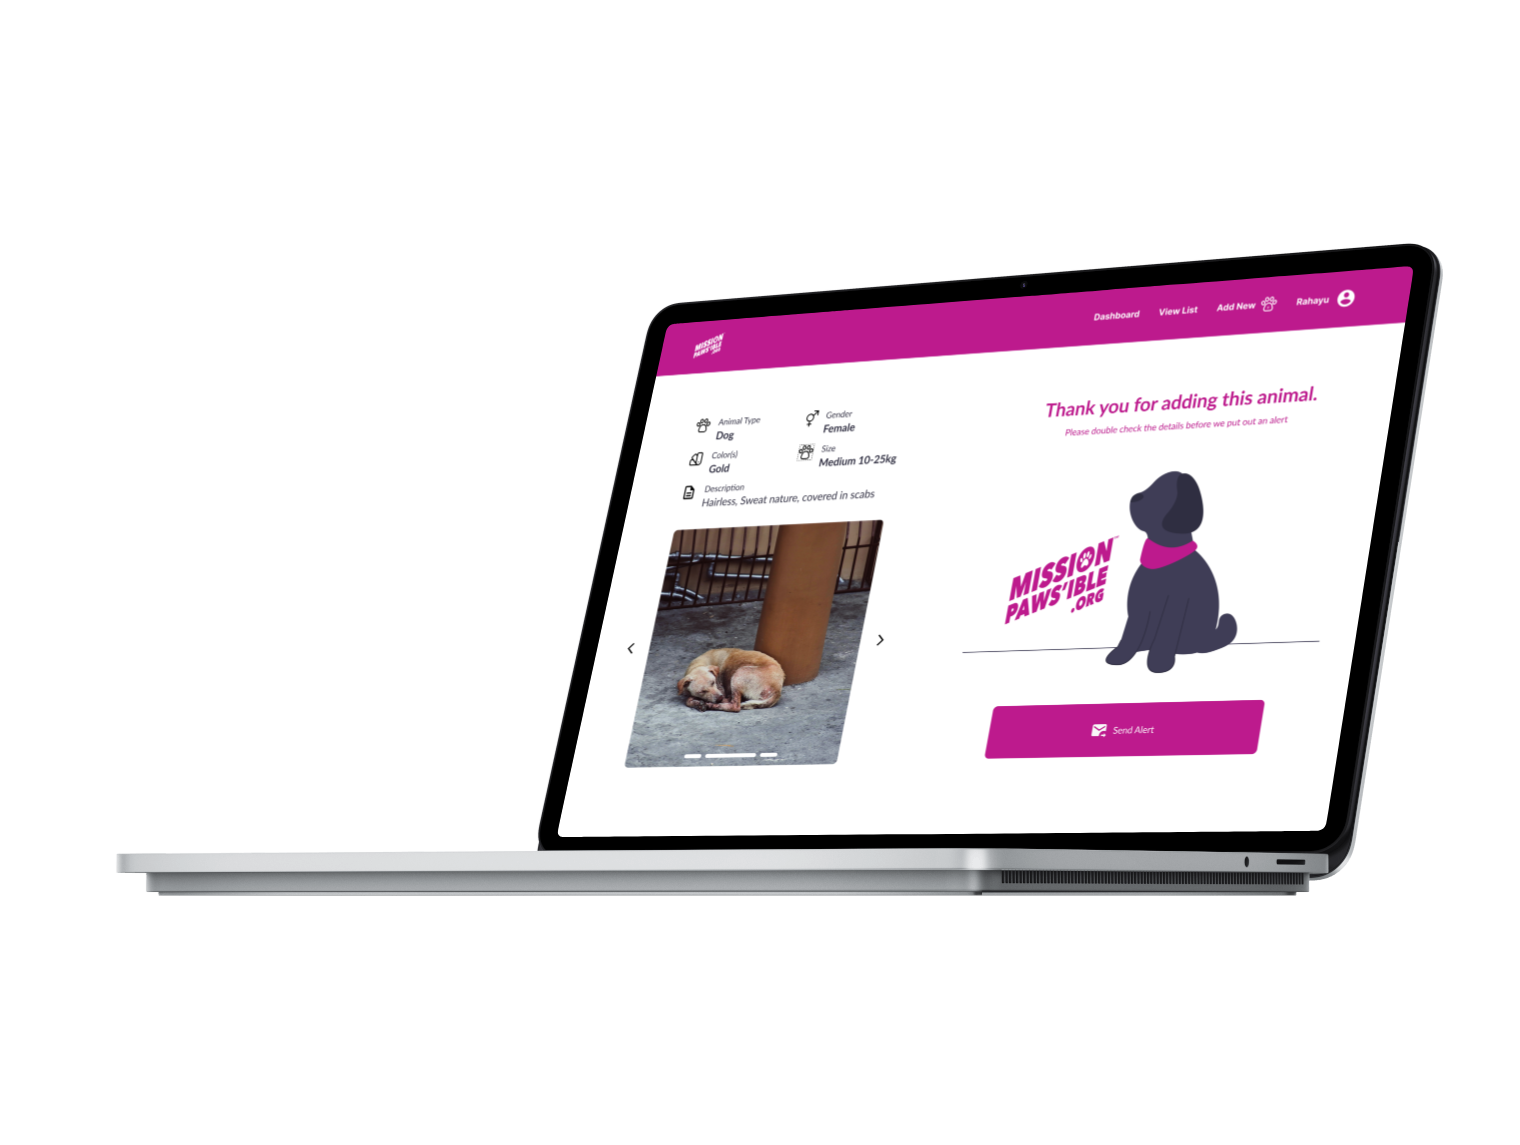 MISSION
PAWS'IBLE
.ORG
Dashboard
View List
Add New
Rahayu
Animal Type
Dog
Gender
Female
Color(s)
Gold
Size
Medium 10-25kg
Description
Hairless, Sweat nature, covered in scabs
Thank you for adding this animal.
Please double check the details before we put out an alert
MISSION™
PAWS'IBLE
.ORG
Send Alert